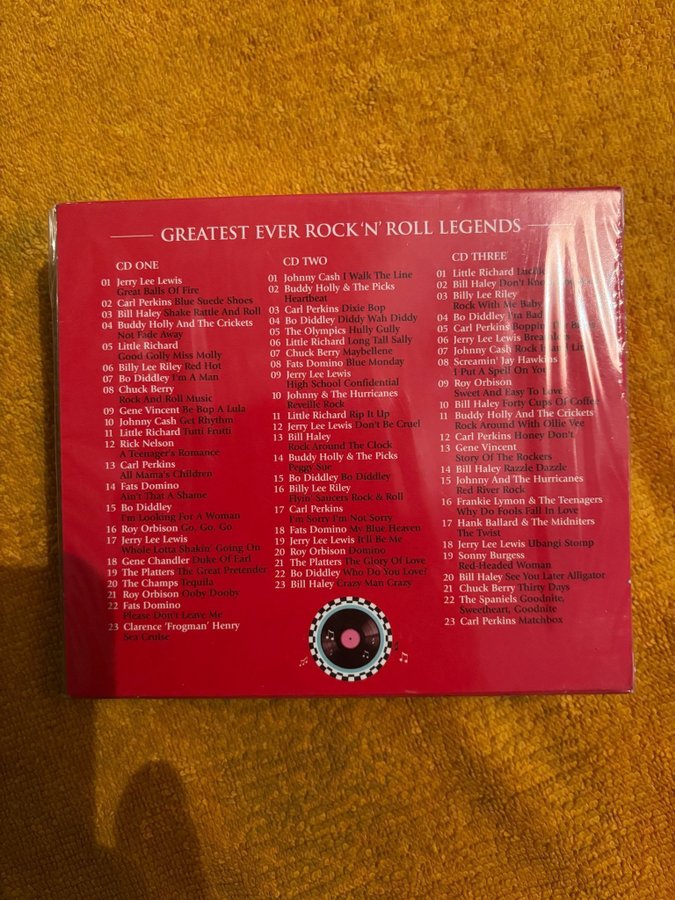 GREATEST EVER ROCK 'N' ROLL LEGENDS
CD ONE
01 Jerry Lee Lewis
Great Balls Of Fire
02 Carl Perkins Blue Suede Shoes
03 Bill Haley Shake Rattle And Roll
04 Buddy Holly And The Crickets
Not Fade Away
05 Little Richard
Good Golly Miss Molly
06 Billy Lee Riley Red Hot
07 Bo Diddley I'm A Man
08 Chuck Berry
Rock And Roll Music
09 Gene Vincent Be Bop A Lula
10 Johnny Cash Get Rhythm
11 Little Richard Tutti Frutti
12 Rick Nelson
A Teenager's Romance
13 Carl Perkins
All Mama's Children
14 Fats Domino
Ain't That A Shame
15 Bo Diddley
I'm Looking For A Woman
16 Roy Orbison Go, Go, Go
17 Jerry Lee Lewis
Whole Lotta Shakin' Going On
18 Gene Chandler Duke Of Earl
19 The Platters The Great Pretender
20 The Champs Tequila
21 Roy Orbison Ooby Dooby
22 Fats Domino
Please Don't Leave Me
23 Clarence 'Frogman' Henry
Sea Cruise
CD TWO
01 Johnny Cash I Walk The Line
02 Buddy Holly & The Picks
Heartbeat
03 Carl Perkins Dixie Bop
04 Bo Diddley Diddy Wah Diddy
05 The Olympics Hully Gully
06 Little Richard Long Tall Sally
07 Chuck Berry Maybellene
08 Fats Domino Blue Monday
09 Jerry Lee Lewis
High School Confidential
10 Johnny & The Hurricanes
Reveille Rock
11 Little Richard Rip It Up
12 Jerry Lee Lewis Don't Be Cruel
13 Bill Haley
Rock Around The Clock
14 Buddy Holly & The Picks
Peggy Sue
15 Bo Diddley Bo Diddley
16 Billy Lee Riley
Flyin' Saucers Rock & Roll
17 Carl Perkins
I'm Sorry I'm Not Sorry
18 Fats Domino My Blue Heaven
19 Jerry Lee Lewis It'll Be Me
20 Roy Orbison Domino
21 The Platters The Glory Of Love
22 Bo Diddley Who Do You Love?
23 Bill Haley Crazy Man Crazy
CD THREE
01 Little Richard
02 Bill Haley Don't
03 Billy Lee Riley
Rock With Me Baby
04 Bo Diddley I'm Bad
05 Carl Perkins Boppin' The Blues
06 Jerry Lee Lewis
07 Johnny Cash Rock
08 Screamin' Jay Hawkins
I Put A Spell On You
09 Roy Orbison
Sweet And Easy To Love
10 Bill Haley Forty Cups Of Coffee
11 Buddy Holly And The Crickets
Rock Around With Ollie Vee
12 Carl Perkins Honey Don't
13 Gene Vincent
Story Of The Rockers
14 Bill Haley Razzle Dazzle
15 Johnny And The Hurricanes
Red River Rock
16 Frankie Lymon & The Teenagers
Why Do Fools Fall In Love
17 Hank Ballard & The Midniters
The Twist
18 Jerry Lee Lewis Ubangi Stomp
19 Sonny Burgess
Red-Headed Woman
20 Bill Haley See You Later Alligator
21 Chuck Berry Thirty Days
22 The Spaniels Goodnite,
Sweetheart, Goodnite
23 Carl Perkins Matchbox